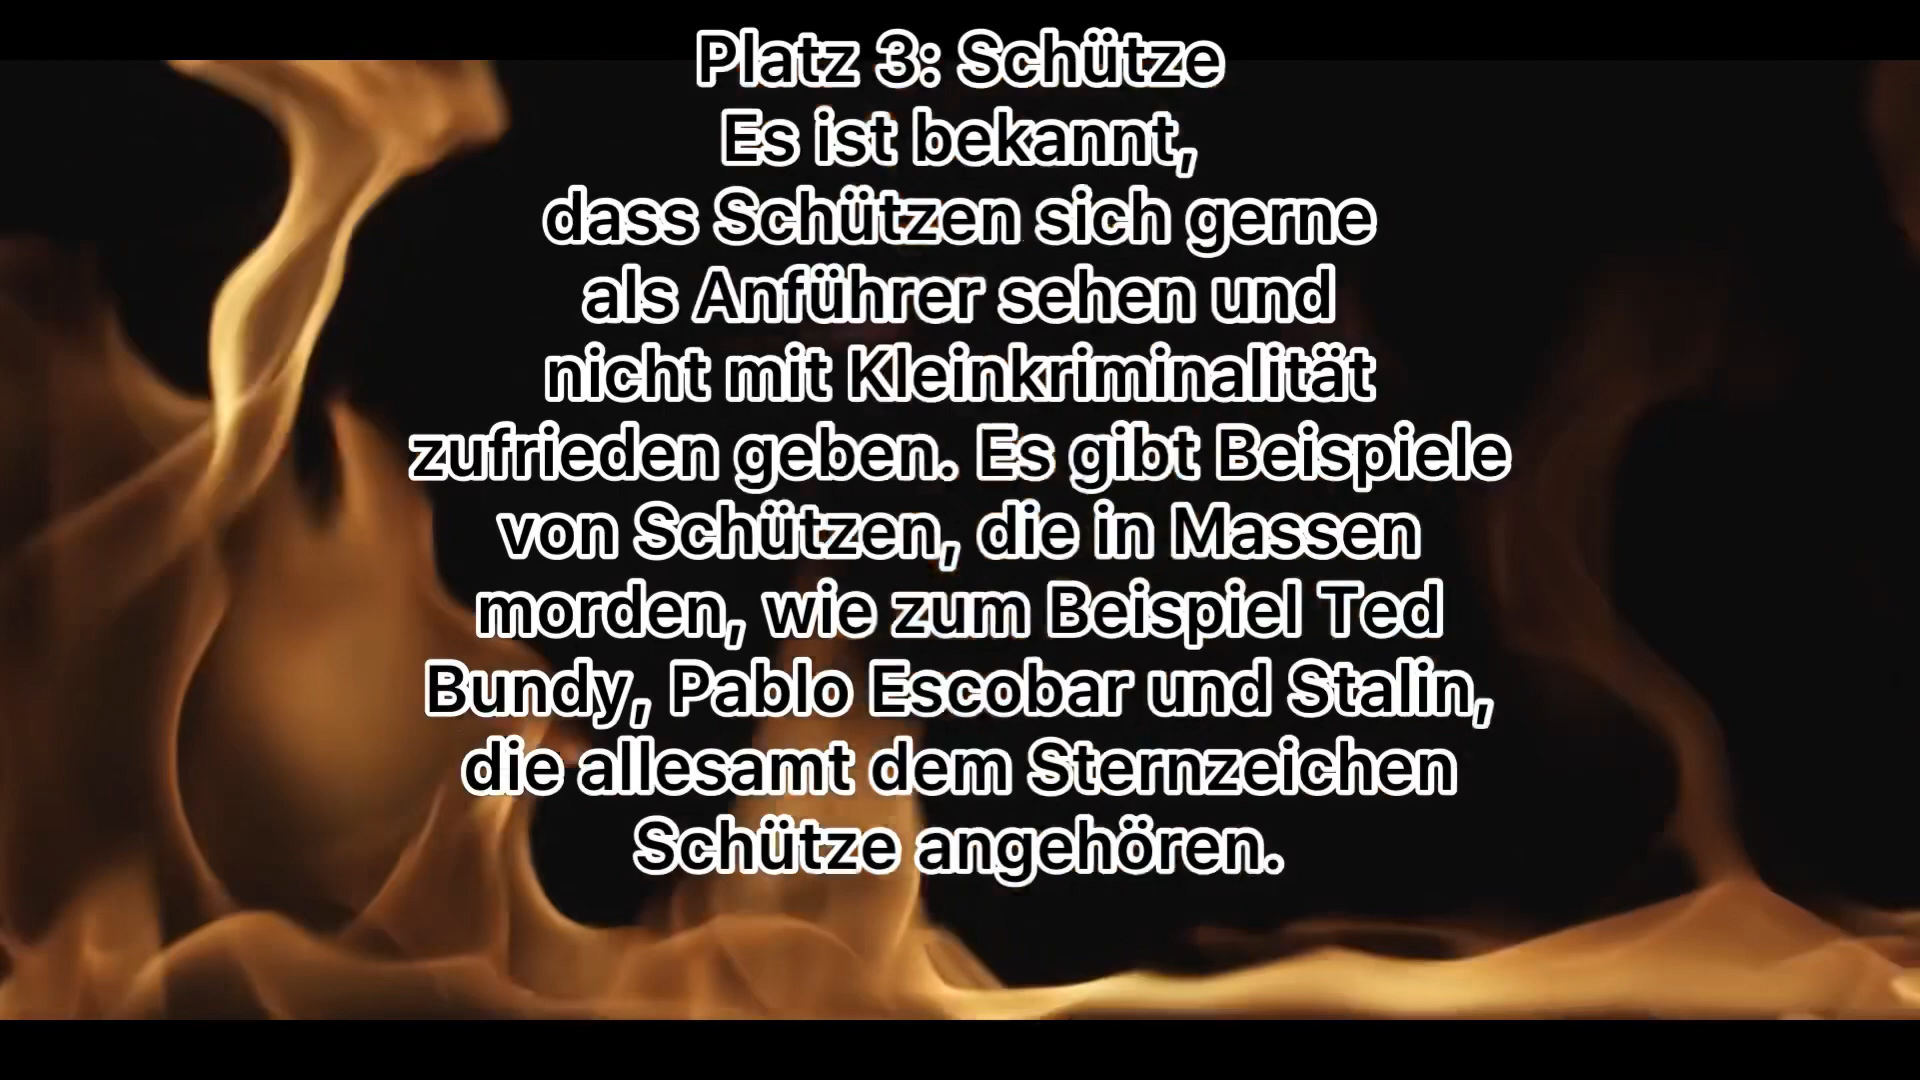 Platz 3: Schütze
Es ist bekannt,
dass Schützen sich gerne
als Anführer sehen und
nicht mit Kleinkriminalität
zufrieden geben. Es gibt Beispiele
von Schützen, die in Massen
morden, wie zum Beispiel Ted
Bundy, Pablo Escobar und Stalin,
die allesamt dem Sternzeichen
Schütze angehören.